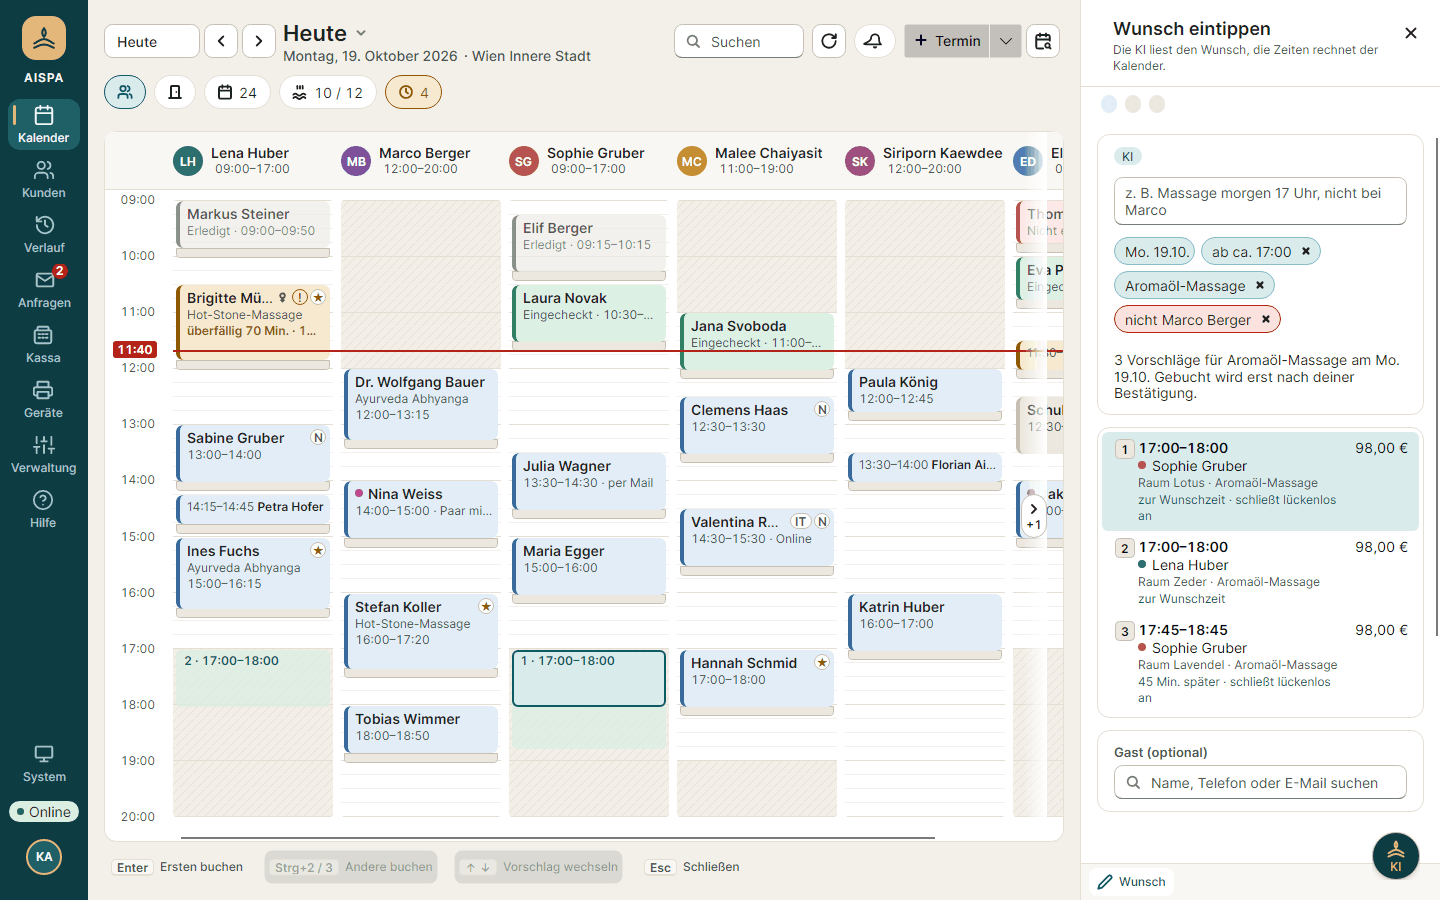 AISPA
Kalender
Kunden
Verlauf
2
Anfragen
Kassa
Geräte
Verwaltung
Hilfe
System
Online
KA
Heute
Heute
Montag, 19. Oktober 2026 · Wien Innere Stadt
Suchen
Termin
24
10 / 12
4
LH
Lena Huber
09:00–17:00
MB
Marco Berger
12:00–20:00
SG
Sophie Gruber
09:00–17:00
MC
Malee Chaiyasit
11:00–19:00
SK
Siriporn Kaewdee
12:00–20:00
ED
09:00
10:00
11:00
11:40
12:00
13:00
14:00
15:00
16:00
17:00
18:00
19:00
20:00
Markus Steiner
Erledigt · 09:00–09:50
Brigitte Mü...
Hot-Stone-Massage
überfällig 70 Min. · 1...
Sabine Gruber
N
13:00–14:00
14:15–14:45 Petra Hofer
Ines Fuchs
Ayurveda Abhyanga
15:00–16:15
2 · 17:00–18:00
Dr. Wolfgang Bauer
Ayurveda Abhyanga
12:00–13:15
Nina Weiss
14:00–15:00 · Paar mi...
Stefan Koller
Hot-Stone-Massage
16:00–17:20
Tobias Wimmer
18:00–18:50
Elif Berger
Erledigt · 09:15–10:15
Laura Novak
Eingecheckt · 10:30–...
Julia Wagner
13:30–14:30 · per Mail
Maria Egger
15:00–16:00
1 · 17:00–18:00
Jana Svoboda
Eingecheckt · 11:00–...
Clemens Haas
N
12:30–13:30
Valentina R...
IT
N
14:30–15:30 · Online
Hannah Schmid
17:00–18:00
Paula König
12:00–12:45
13:30–14:00 Florian Ai...
Katrin Huber
16:00–17:00
+1
Enter
Ersten buchen
Strg+2 / 3
Andere buchen
↑ ↓
Vorschlag wechseln
Esc
Schließen
Wunsch eintippen
Die KI liest den Wunsch, die Zeiten rechnet der
Kalender.
KI
z. B. Massage morgen 17 Uhr, nicht bei
Marco
Mo. 19.10.
ab ca. 17:00 ×
Aromaöl-Massage ×
nicht Marco Berger ×
3 Vorschläge für Aromaöl-Massage am Mo.
19.10. Gebucht wird erst nach deiner
Bestätigung.
1
17:00–18:00
98,00 €
Sophie Gruber
Raum Lotus · Aromaöl-Massage
zur Wunschzeit · schließt lückenlos
an
2
17:00–18:00
98,00 €
Lena Huber
Raum Zeder · Aromaöl-Massage
zur Wunschzeit
3
17:45–18:45
98,00 €
Sophie Gruber
Raum Lavendel · Aromaöl-Massage
45 Min. später · schließt lückenlos
an
Gast (optional)
Name, Telefon oder E-Mail suchen
KI
Wunsch